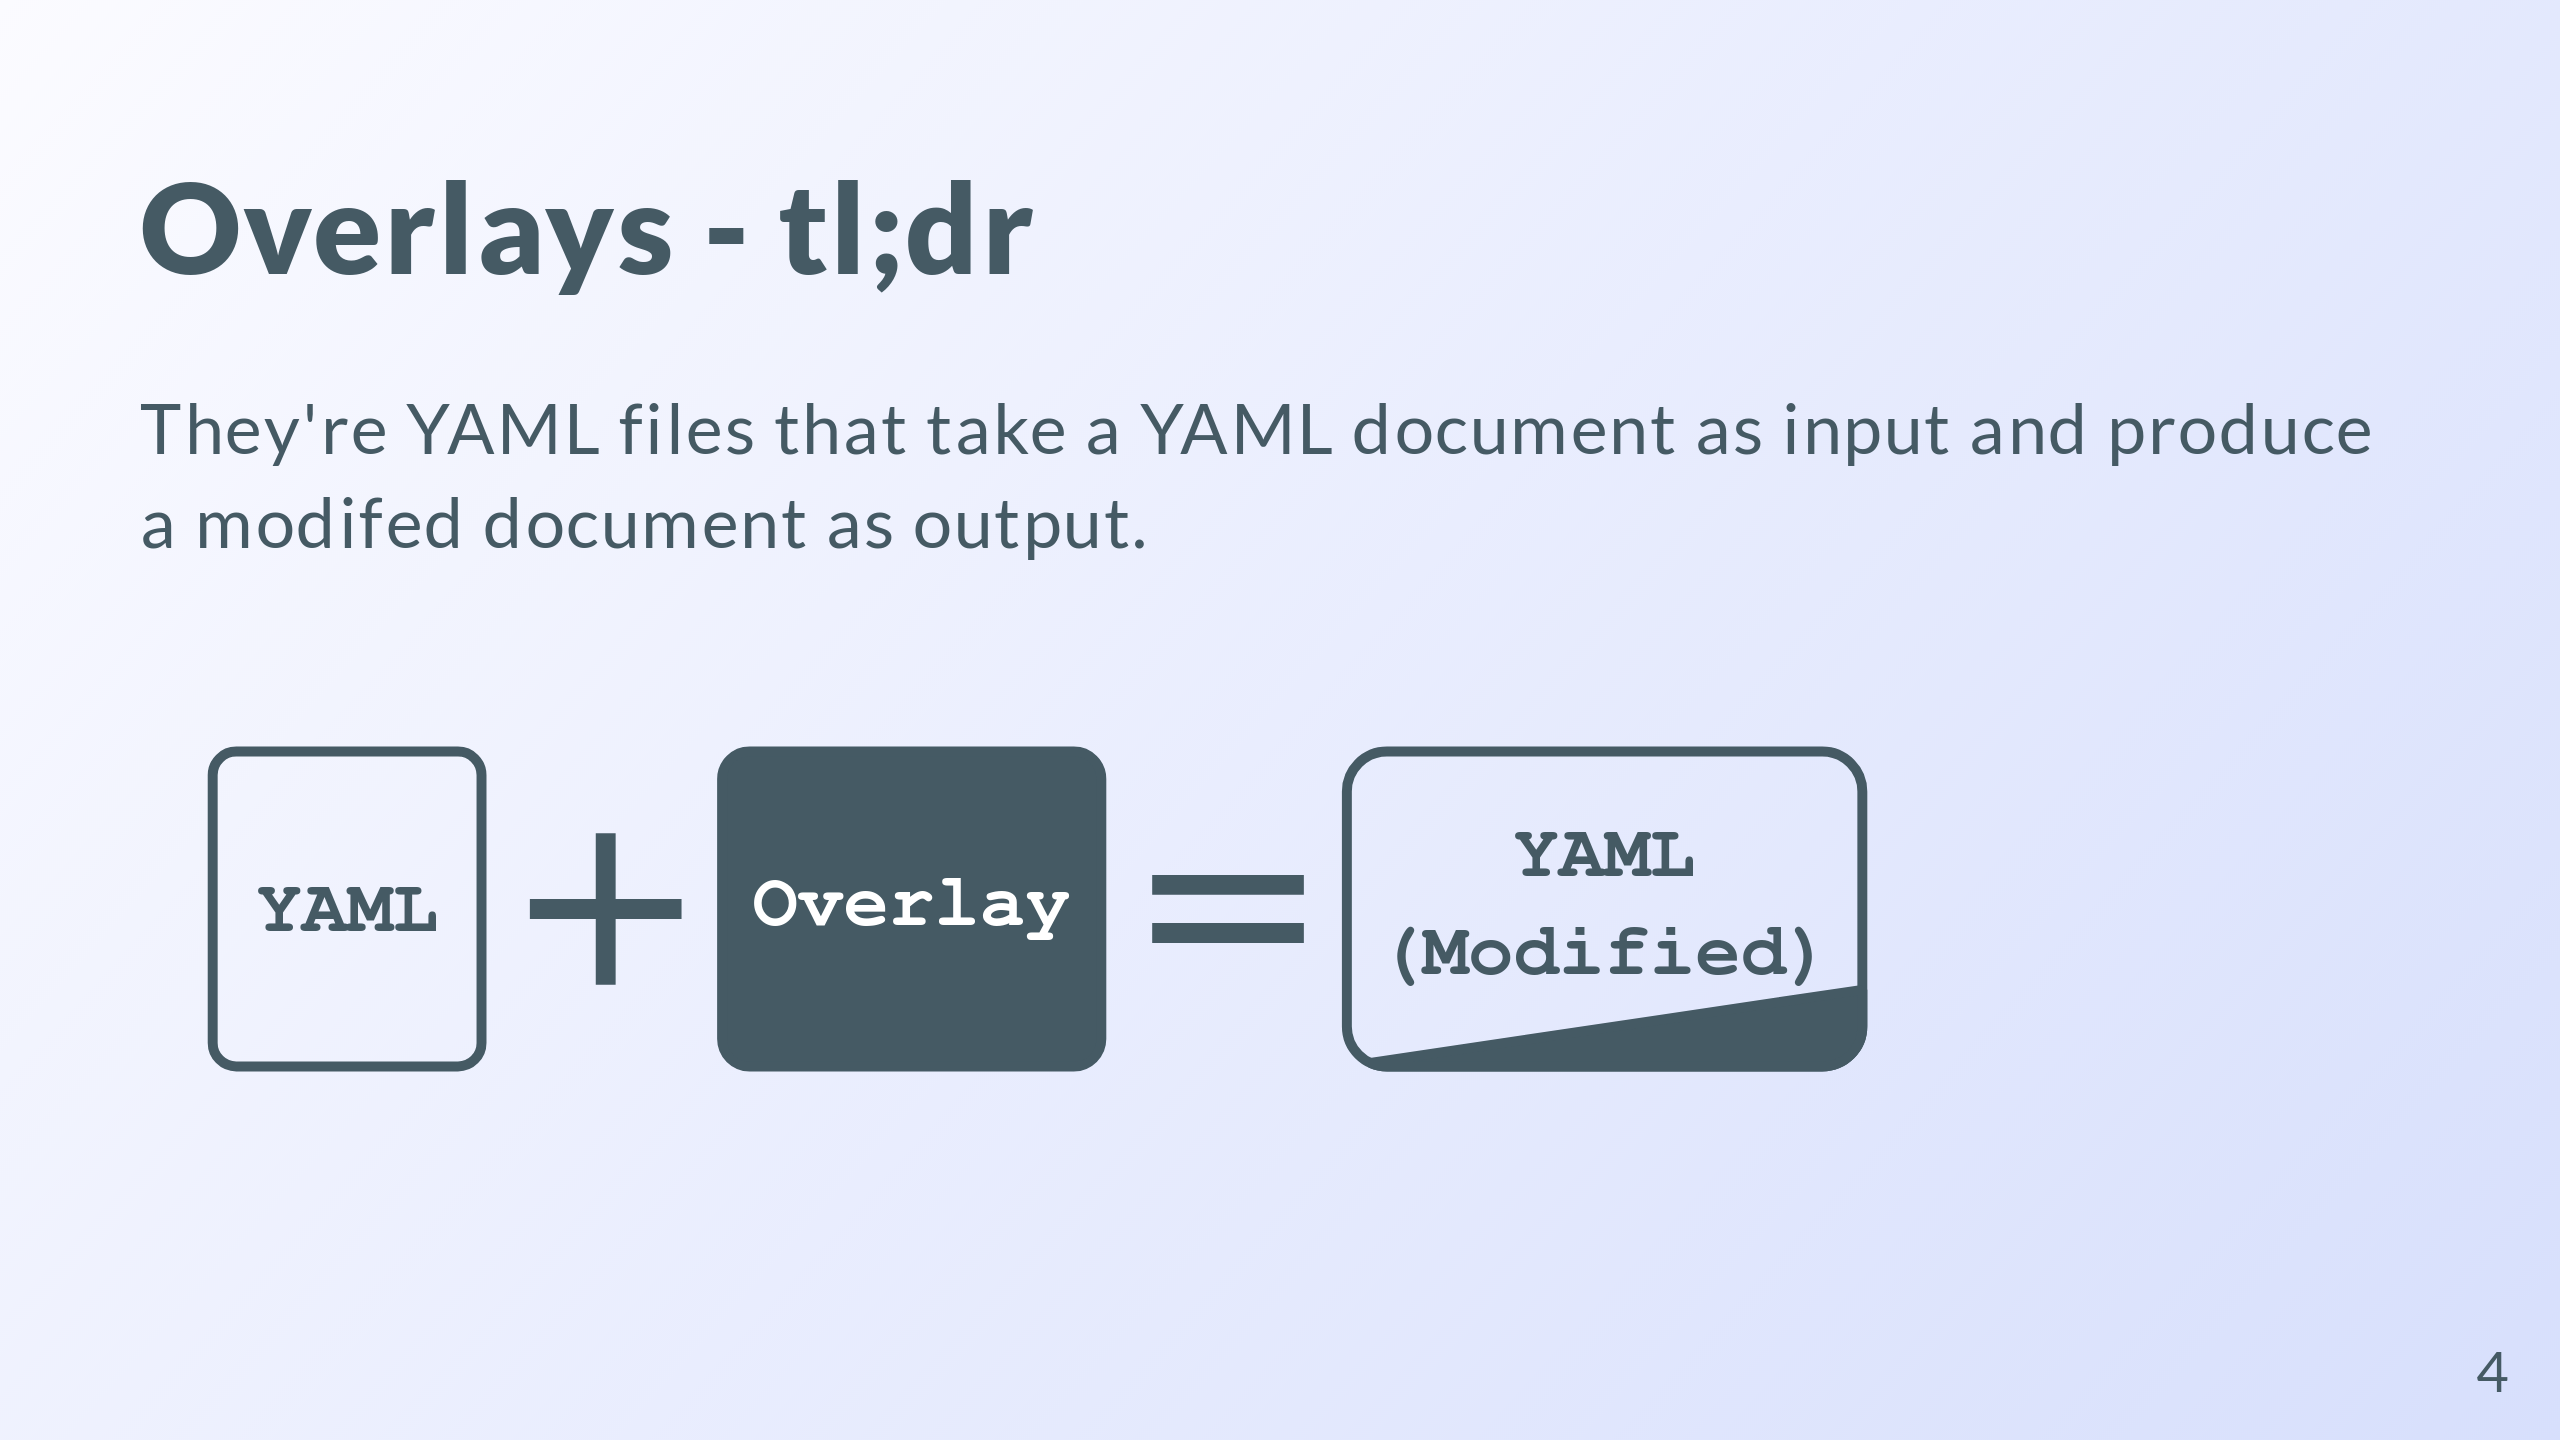 Overlays - tl;dr
They're YAML files that take a YAML document as input and produce
a modifed document as output.
YAML
+
Overlay
=
YAML
(Modified)
4